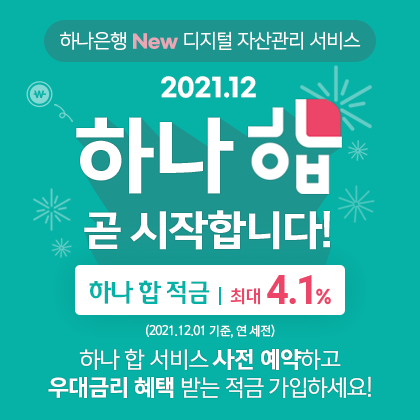 하나은행 New 디지털 자산관리 서비스
2021.12
하나 합
곧 시작합니다!
하나 합 적금 | 최대 4.1%
(2021.12.01 기준, 연 세전)
하나 합 서비스 사전 예약하고
우대금리 혜택 받는 적금 가입하세요!